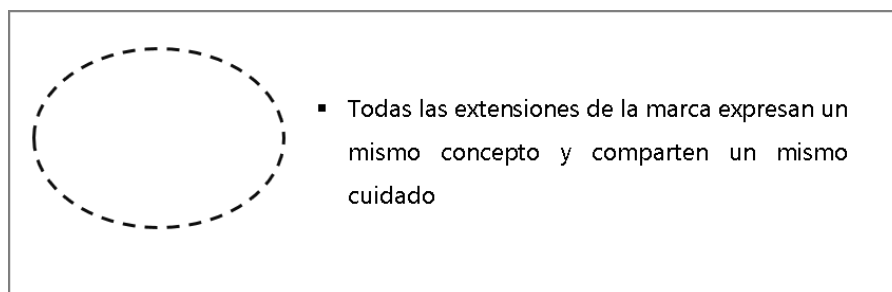 ▪ Todas las extensiones de la marca expresan un
mismo concepto y comparten un mismo
cuidado